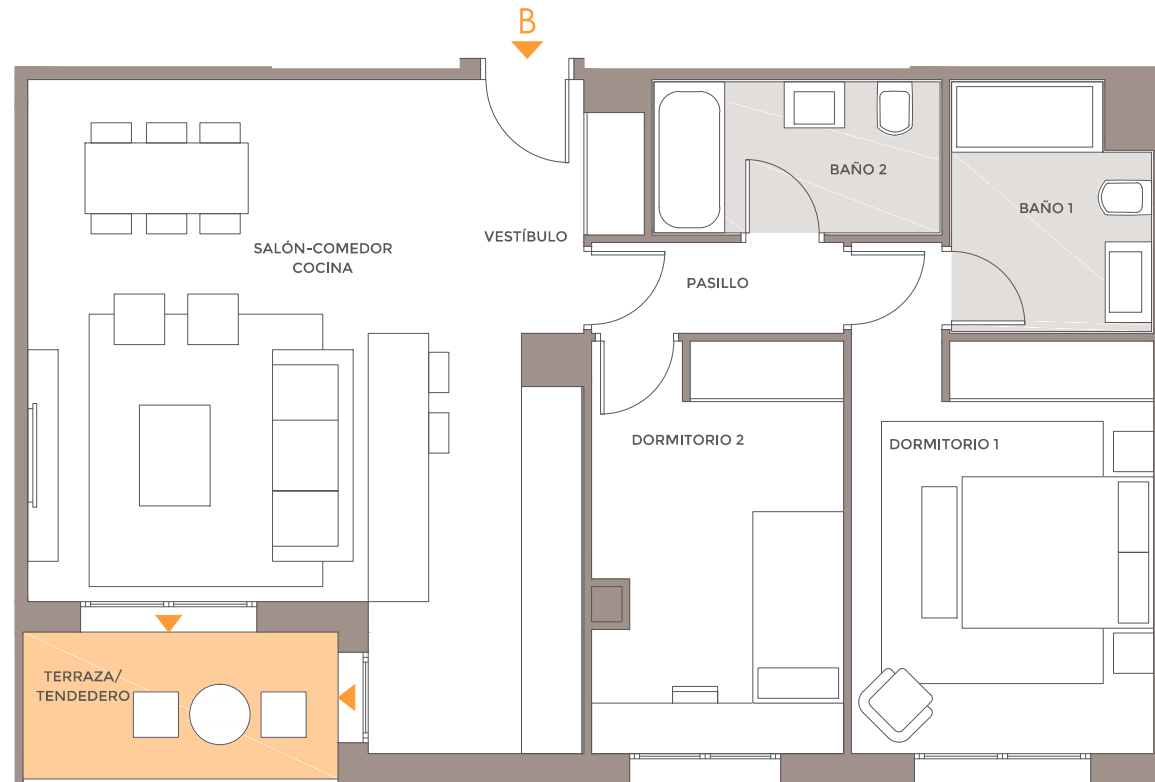 B
BAÑO 2
BAÑO 1
VESTÍBULO
SALÓN-COMEDOR
COCINA
PASILLO
DORMITORIO 2
DORMITORIO 1
TERRAZA/
TENDEDERO